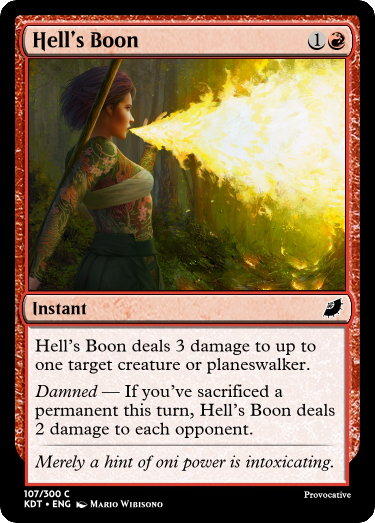 Hell's Boon
1
Instant
Hell's Boon deals 3 damage to up to
one target creature or planeswalker.
Damned — If you've sacrificed a
permanent this turn, Hell's Boon deals
2 damage to each opponent.
Merely a hint of oni power is intoxicating.
107/300 C
Provocative
KDT • ENG Mario Wibisono